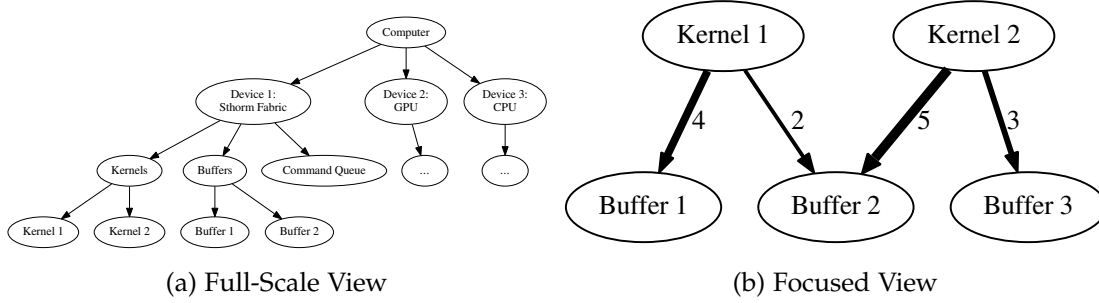 Computer
Device 1:
Sthorm Fabric
Device 2:
GPU
Device 3:
CPU
Kernels
Buffers
Command Queue
...
...
Kernel 1
Kernel 2
Buffer 1
Buffer 2
(a) Full-Scale View
Kernel 1
Kernel 2
4
2
5
3
Buffer 1
Buffer 2
Buffer 3
(b) Focused View